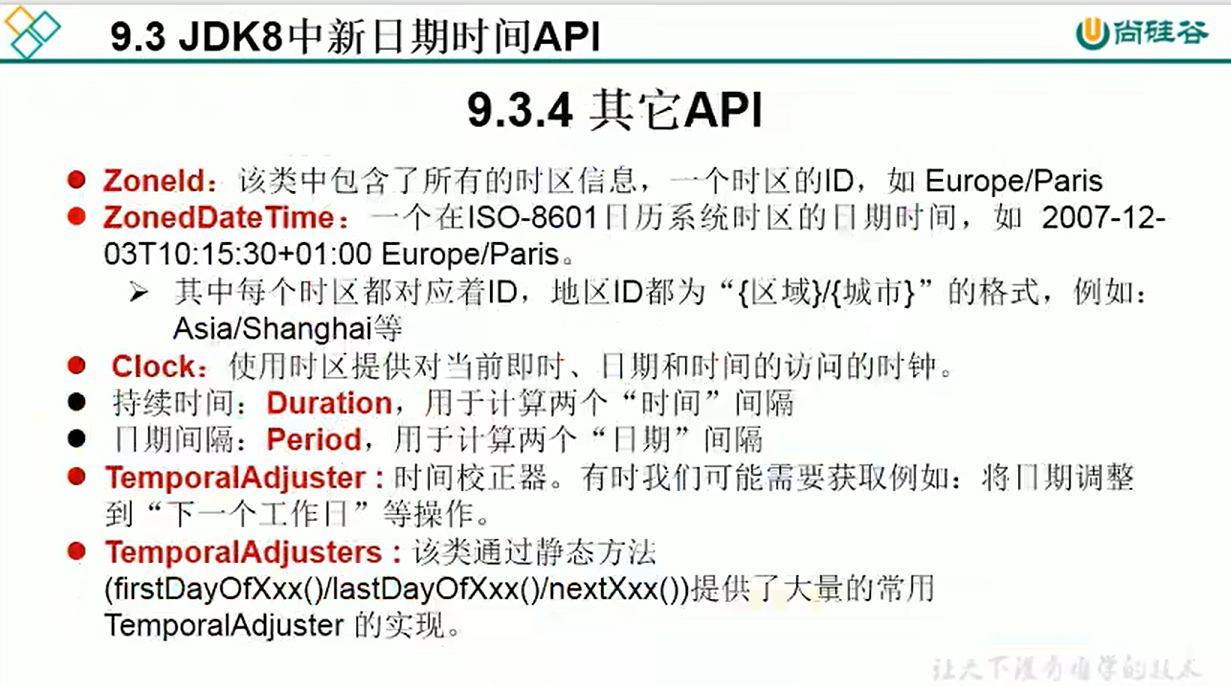 9.3 JDK8中新日期时间API
尚硅谷
9.3.4 其它API
ZoneId：该类中包含了所有的时区信息，一个时区的ID，如 Europe/Paris
ZonedDateTime：一个在ISO-8601日历系统时区的日期时间，如 2007-12-
03T10:15:30+01:00 Europe/Paris。
其中每个时区都对应着ID，地区ID都为“{区域}/{城市}”的格式，例如：
Asia/Shanghai等
Clock：使用时区提供对当前即时、日期和时间的访问的时钟。
持续时间：Duration，用于计算两个“时间”间隔
日期间隔：Period，用于计算两个“日期”间隔
TemporalAdjuster : 时间校正器。有时我们可能需要获取例如：将日期调整
到“下一个工作日”等操作。
TemporalAdjusters : 该类通过静态方法
(firstDayOfXxx()/lastDayOfXxx()/nextXxx())提供了大量的常用
TemporalAdjuster 的实现。
让天下没有难学的技术